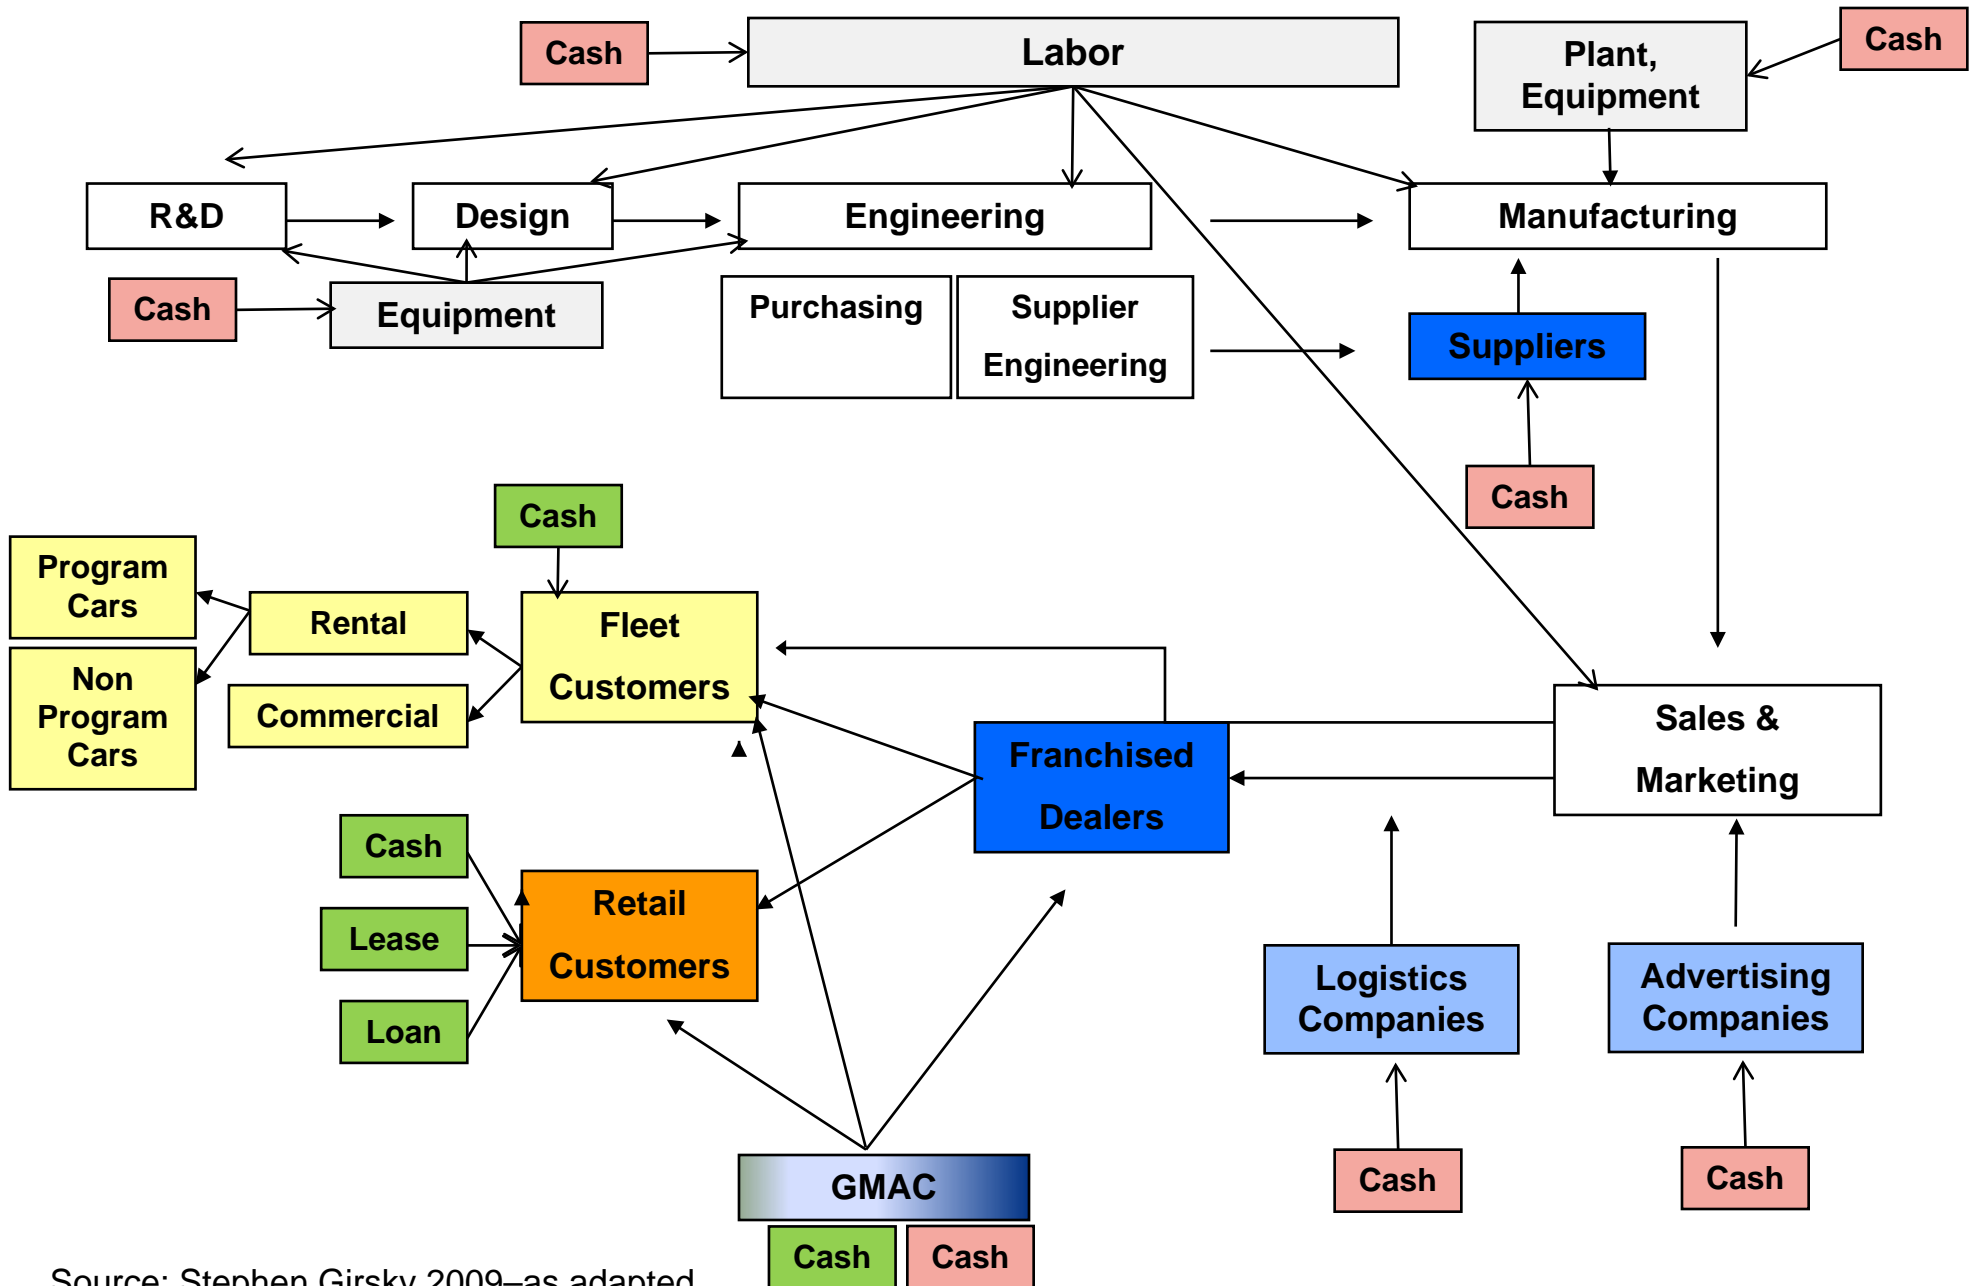 Cash
Labor
Plant,
Equipment
Cash
R&D
Design
Engineering
Manufacturing
Cash
Equipment
Purchasing
Supplier
Engineering
Suppliers
Cash
Cash
Program
Cars
Rental
Fleet
Customers
Non
Program
Cars
Commercial
Franchised
Dealers
Sales &
Marketing
Cash
Lease
Loan
Retail
Customers
Logistics
Companies
Advertising
Companies
GMAC
Cash
Cash
Cash
Cash
Source: Stephen Girsky 2009–as adapted